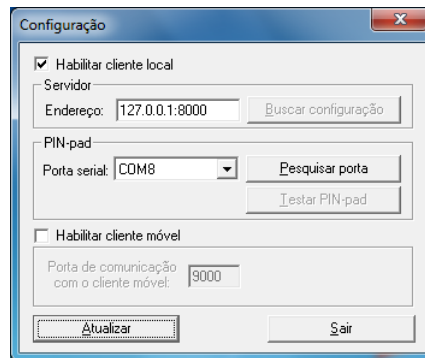 Configuração
Habilitar cliente local
Servidor
Endereço: 127.0.0.1:8000 Buscar configuração
PIN-pad
Porta serial: COM8 Pesquisar porta
Testar PIN-pad
Habilitar cliente móvel
Porta de comunicação
com o cliente móvel: 9000
Atualizar Sair